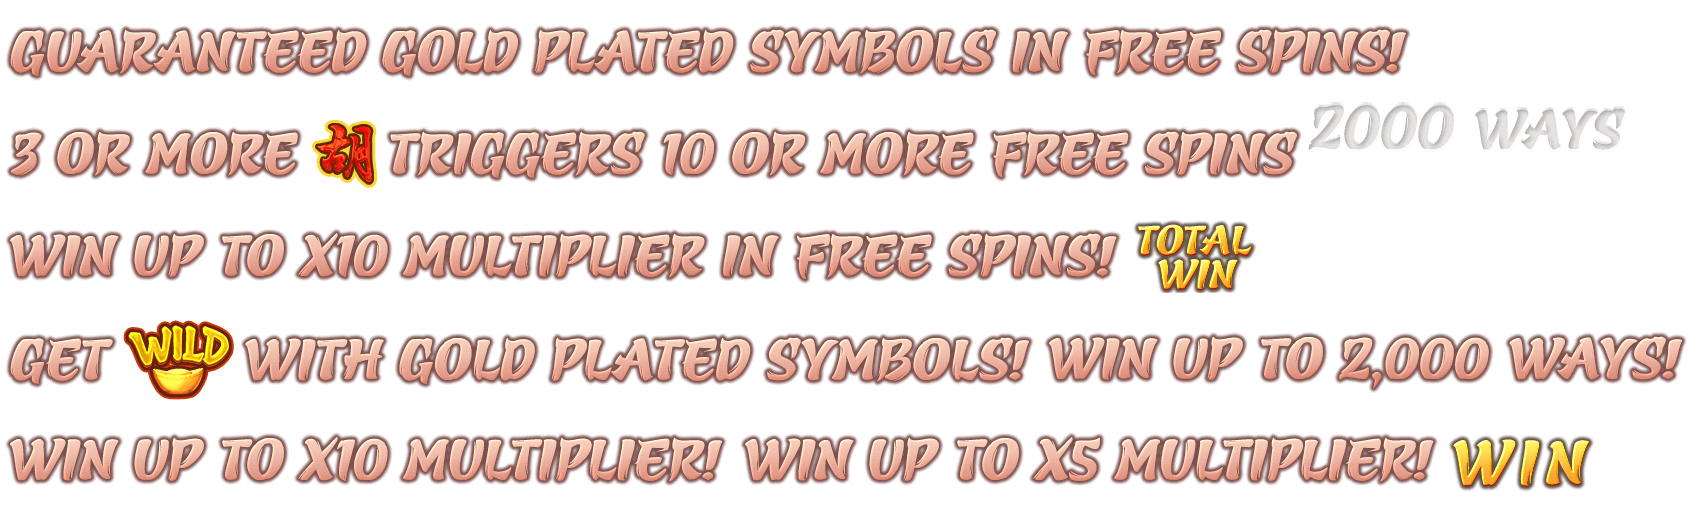 GUARANTEED GOLD PLATED SYMBOLS IN FREE SPINS!
3 OR MORE 胡 TRIGGERS 10 OR MORE FREE SPINS 2000 WAYS
WIN UP TO X10 MULTIPLIER IN FREE SPINS! TOTAL
WIN
GET WILD WITH GOLD PLATED SYMBOLS! WIN UP TO 2,000 WAYS!
WIN UP TO X10 MULTIPLIER! WIN UP TO X5 MULTIPLIER! WIN